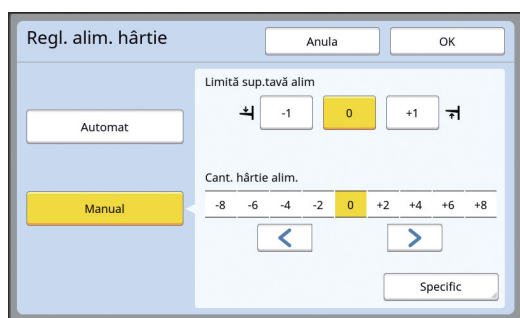 Regl. alim. hârtie Anula OK
Limită sup.tavă alim
Automat -1 0 +1
Cant. hârtie alim.
Manual -8 -6 -4 -2 0 +2 +4 +6 +8
Specific